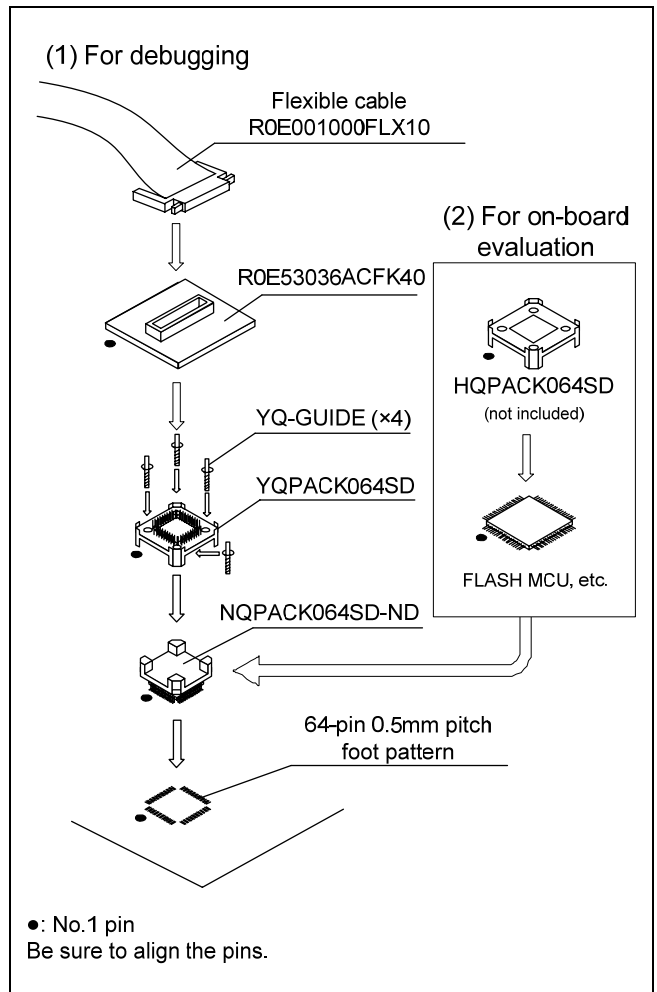 (1) For debugging
Flexible cable
R0E001000FLX10
(2) For on-board
evaluation
R0E53036ACFK40
HQPACK064SD
(not included)
YQ-GUIDE (×4)
YQPACK064SD
FLASH MCU, etc.
NQPACK064SD-ND
64-pin 0.5mm pitch
foot pattern
●: No.1 pin
Be sure to align the pins.